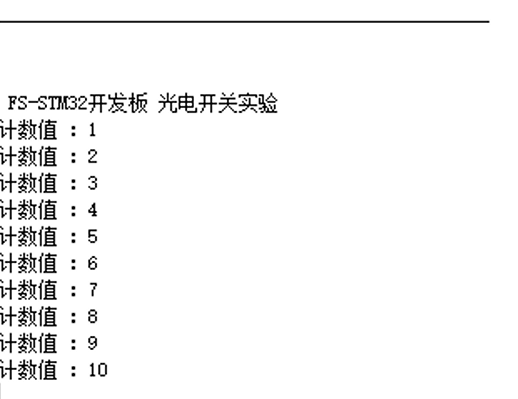 FS-STM32开发板 光电开关实验
计数值 : 1
计数值 : 2
计数值 : 3
计数值 : 4
计数值 : 5
计数值 : 6
计数值 : 7
计数值 : 8
计数值 : 9
计数值 : 10